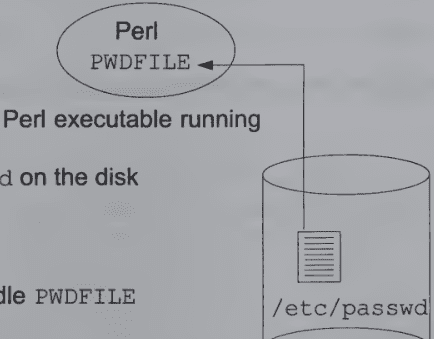 Perl
PWDFILE
Perl executable running
d on the disk
dle PWDFILE
/etc/passwd